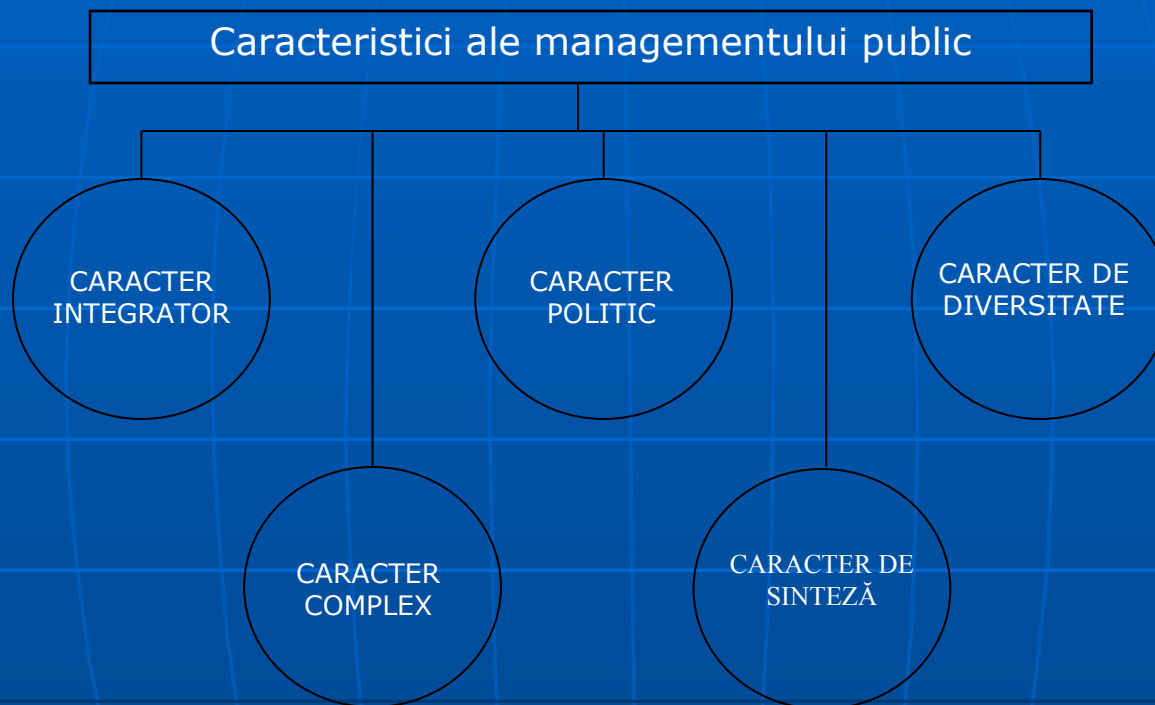 Caracteristici ale managementului public
CARACTER
INTEGRATOR
CARACTER
POLITIC
CARACTER DE
DIVERSITATE
CARACTER
COMPLEX
CARACTER DE
SINTEZĂ